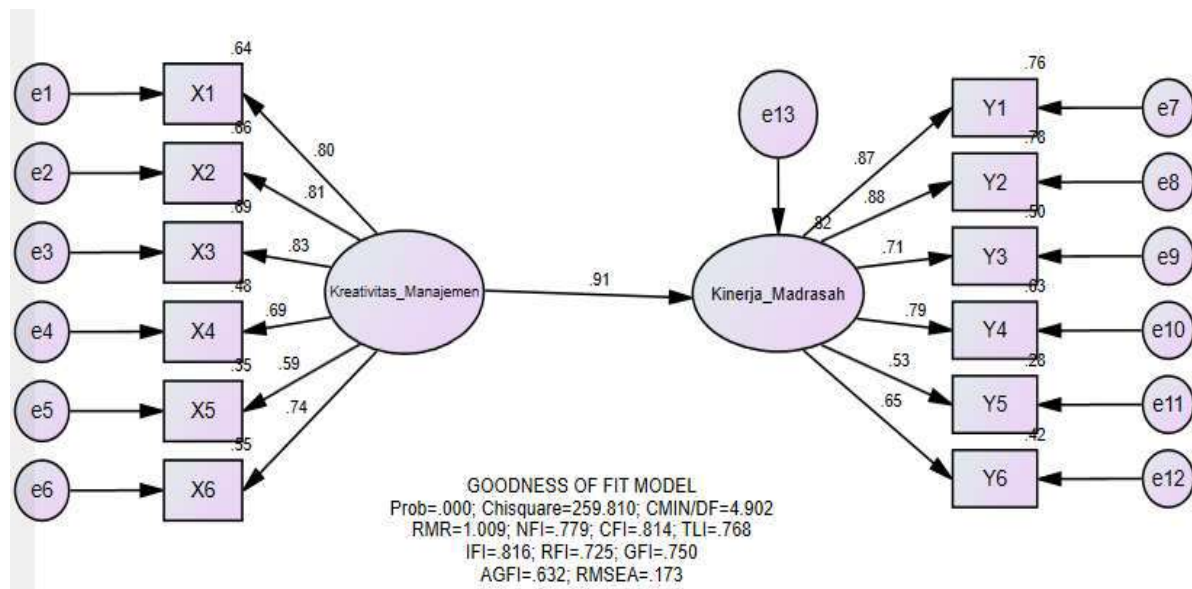 .64
e1
X1
.80
.66
e2
X2
.81
.69
e3
X3
.83
.48
e4
X4
.69
.35
e5
X5
.59
.55
e6
X6
.74
Kreativitas_Manajemen
.91
e13
.82
Kinerja_Madrasah
.76
.87
Y1
e7
.78
.88
Y2
e8
.50
.71
Y3
e9
.63
.79
Y4
e10
.28
.53
Y5
e11
.42
.65
Y6
e12
GOODNESS OF FIT MODEL
Prob=.000; Chisquare=259.810; CMIN/DF=4.902
RMR=1.009; NFI=.779; CFI=.814; TLI=.768
IFI=.816; RFI=.725; GFI=.750
AGFI=.632; RMSEA=.173